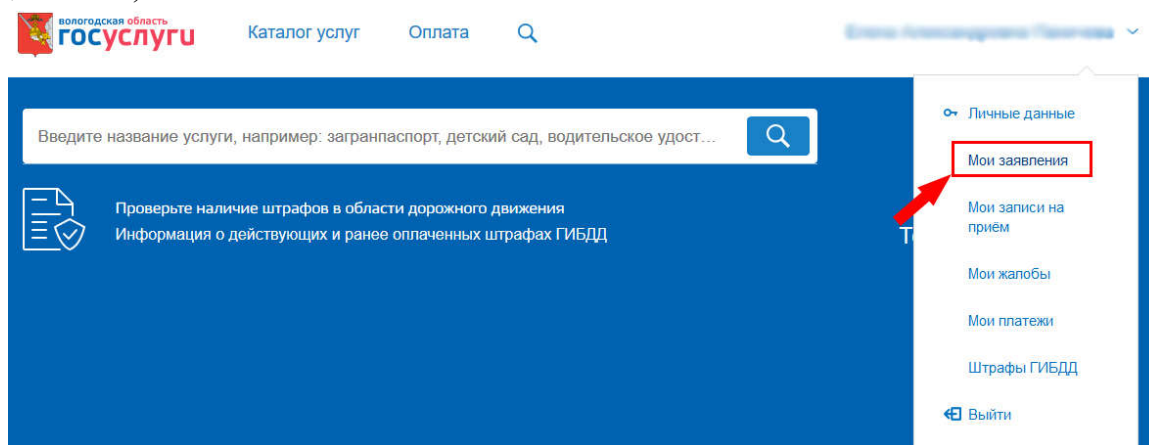 вологодская область
госуслуги
Каталог услуг
Оплата
Введите название услуги, например: загранпаспорт, детский сад, водительское удост...
Проверьте наличие штрафов в области дорожного движения
Информация о действующих и ранее оплаченных штрафах ГИБДД
Личные данные
Мои заявления
Мои записи на
приём
Мои жалобы
Мои платежи
Штрафы ГИБДД
Выйти